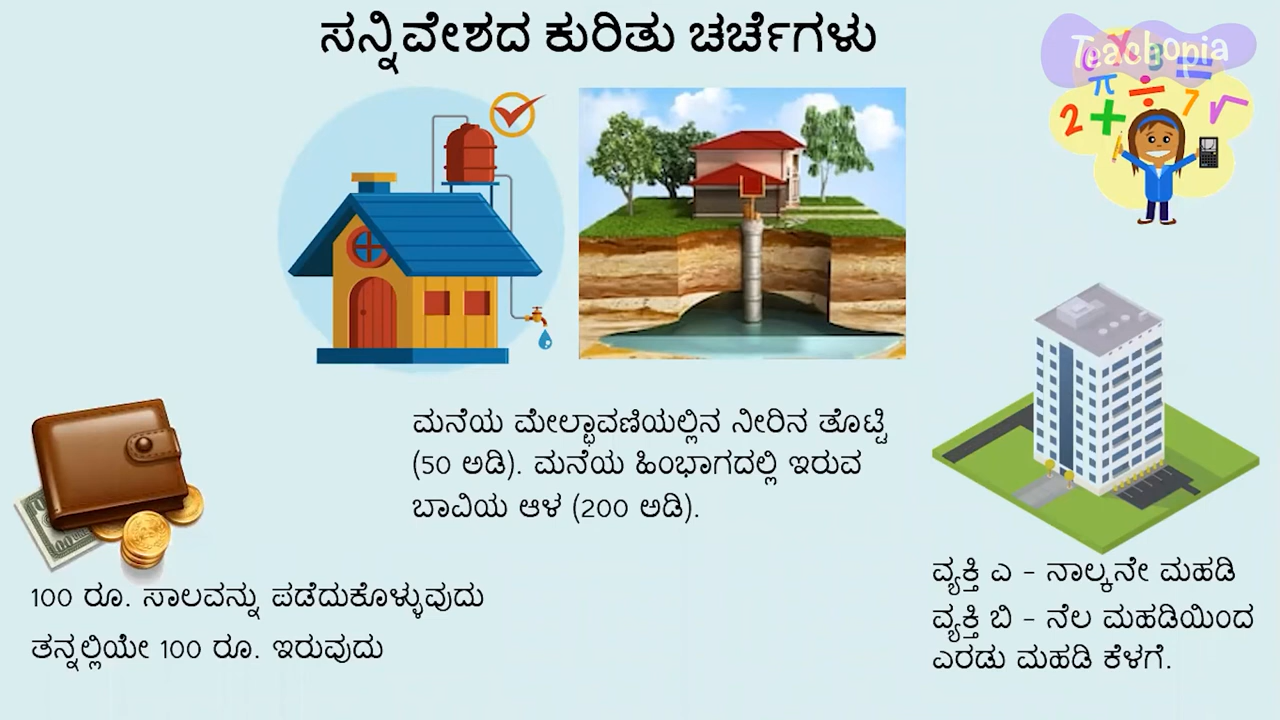 ಸನ್ನಿವೇಶದ ಕುರಿತು ಚರ್ಚೆಗಳು
Teachopia
ಮನೆಯ ಮೇಲ್ಛಾವಣಿಯಲ್ಲಿನ ನೀರಿನ ತೊಟ್ಟಿ
(50 ಅಡಿ). ಮನೆಯ ಹಿಂಭಾಗದಲ್ಲಿ ಇರುವ
ಬಾವಿಯ ಆಳ (200 ಅಡಿ).
100 ರೂ. ಸಾಲವನ್ನು ಪಡೆದುಕೊಳ್ಳುವುದು
ತನ್ನಲ್ಲಿಯೇ 100 ರೂ. ಇರುವುದು
ವ್ಯಕ್ತಿ ಎ - ನಾಲ್ಕನೇ ಮಹಡಿ
ವ್ಯಕ್ತಿ ಬಿ - ನೆಲ ಮಹಡಿಯಿಂದ
ಎರಡು ಮಹಡಿ ಕೆಳಗೆ.